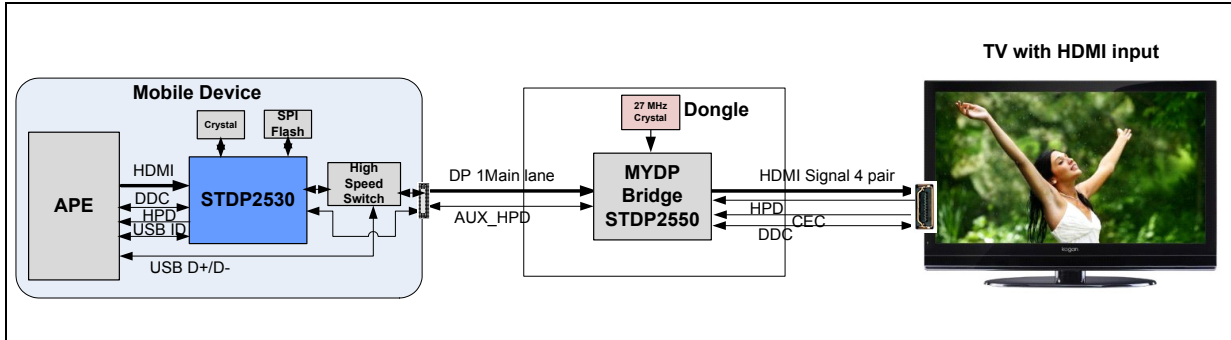 TV with HDMI input
Mobile Device
Crystal
SPI
Flash
27 MHz
Crystal
Dongle
APE
HDMI
DDC
HPD
USB ID
STDP2530
High
Speed
Switch
USB D+/D-
DP 1Main lane
AUX_HPD
MYDP
Bridge
STDP2550
HDMI Signal 4 pair
HPD
CEC
DDC
kogan